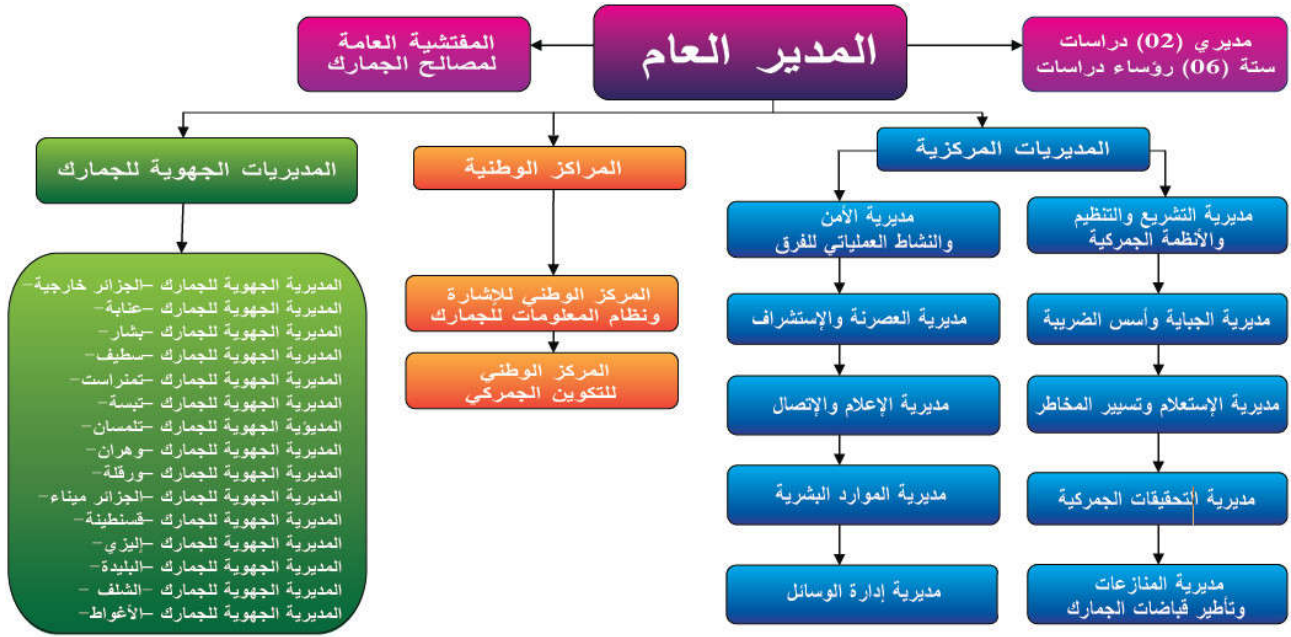 المدير العام
مديري (02) دراسات
ستة (06) رؤساء دراسات
المفتشية العامة
لمصالح الجمارك
المديريات المركزية
مديرية التشريع والتنظيم
والأنظمة الجمركية
مديرية الجباية وأسس الضريبة
مديرية الإستعلام وتسيير المخاطر
مديرية التحقيقات الجمركية
مديرية المنازعات
وتأطير قباضات الجمارك
مديرية الأمن
والنشاط العملياتي للفرق
مديرية العصرنة والإستشراف
مديرية الإعلام والإتصال
مديرية الموارد البشرية
مديرية إدارة الوسائل
المراكز الوطنية
المركز الوطني للإشارة
ونظام المعلومات للجمارك
المركز الوطني
للتكوين الجمركي
المديريات الجهوية للجمارك
المديرية الجهوية للجمارك –الجزائر خارجية–
المديرية الجهوية للجمارك –عنابة–
المديرية الجهوية للجمارك –بشار–
المديرية الجهوية للجمارك –سطيف–
المديرية الجهوية للجمارك –تمنراست–
المديرية الجهوية للجمارك –تبسة–
المديؤية الجهوية للجمارك –تلمسان–
المديرية الجهوية للجمارك –وهران–
المديرية الجهوية للجمارك –ورقلة–
المديرية الجهوية للجمارك –الجزائر ميناء–
المديرية الجهوية للجمارك –قسنطينة–
المديرية الجهوية للجمارك –إليزي–
المديرية الجهوية للجمارك –البليدة–
المديرية الجهوية للجمارك –الشلف –
المديرية الجهوية للجمارك –الأغواط–